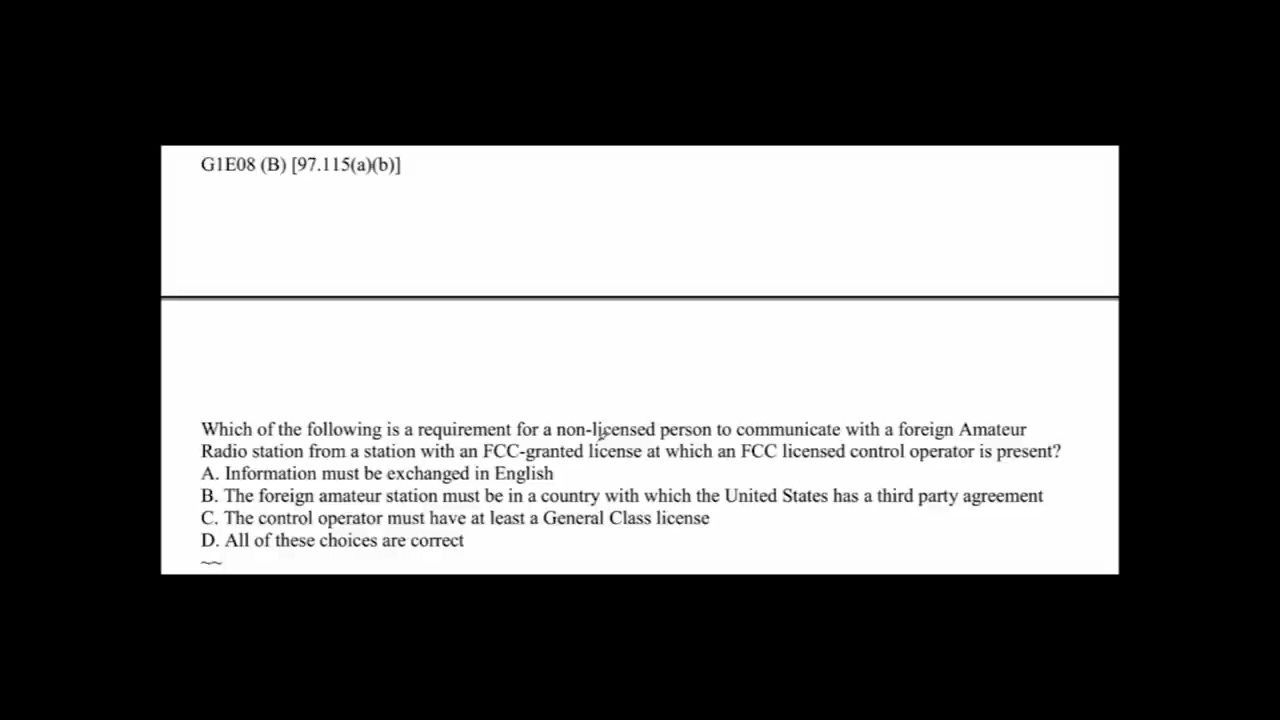 G1E08 (B) [97.115(a)(b)]
Which of the following is a requirement for a non-licensed person to communicate with a foreign Amateur
Radio station from a station with an FCC-granted license at which an FCC licensed control operator is present?
A. Information must be exchanged in English
B. The foreign amateur station must be in a country with which the United States has a third party agreement
C. The control operator must have at least a General Class license
D. All of these choices are correct
~~